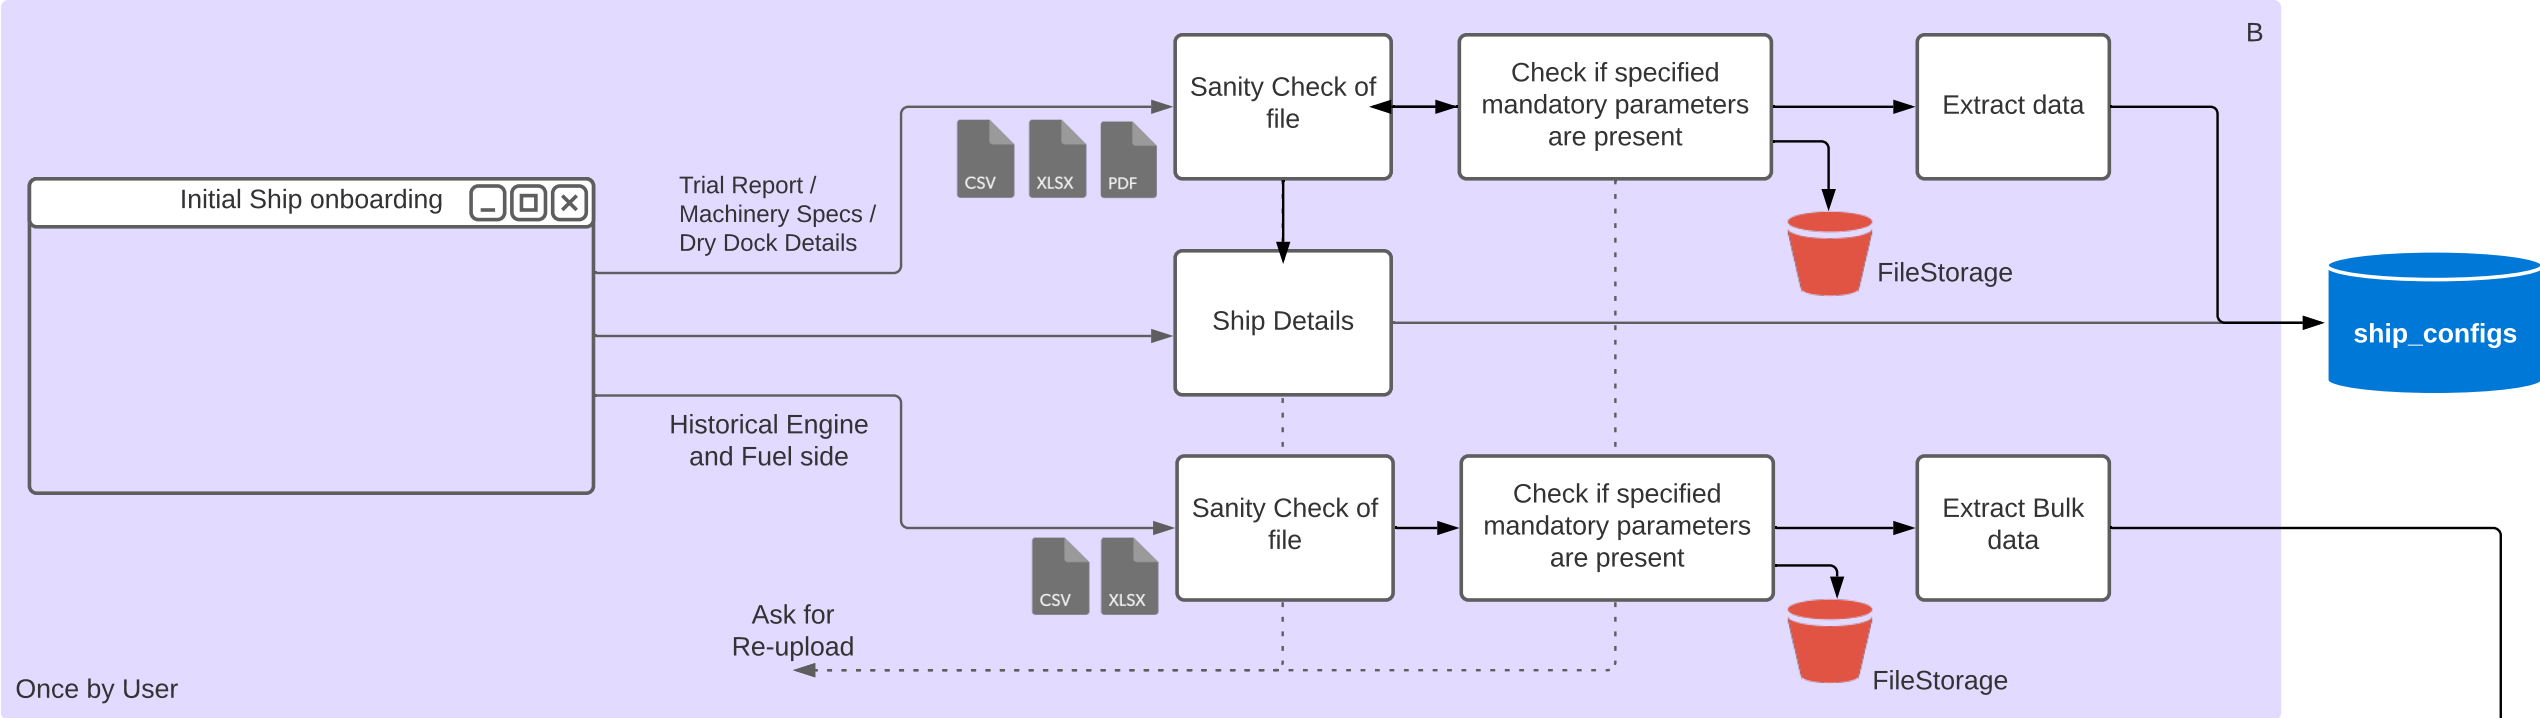 B
Sanity Check of
file
Check if specified
mandatory parameters
are present
Extract data
CSV
XLSX
PDF
Initial Ship onboarding
Trial Report /
Machinery Specs /
Dry Dock Details
FileStorage
Ship Details
ship_configs
Historical Engine
and Fuel side
Sanity Check of
file
Check if specified
mandatory parameters
are present
Extract Bulk
data
CSV
XLSX
Ask for
Re-upload
FileStorage
Once by User